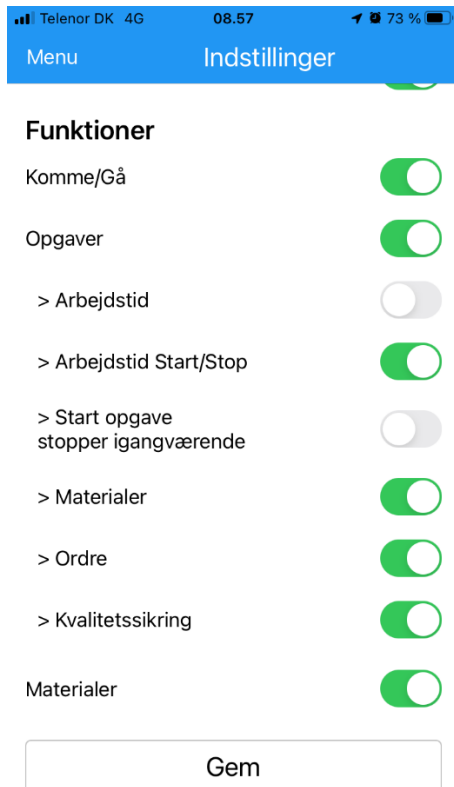 Telenor DK 4G 08.57 73 %
Menu Indstillinger
Funktioner
Komme/Gå
Opgaver
> Arbejdstid
> Arbejdstid Start/Stop
> Start opgave
stopper igangværende
> Materialer
> Ordre
> Kvalitetssikring
Materialer
Gem